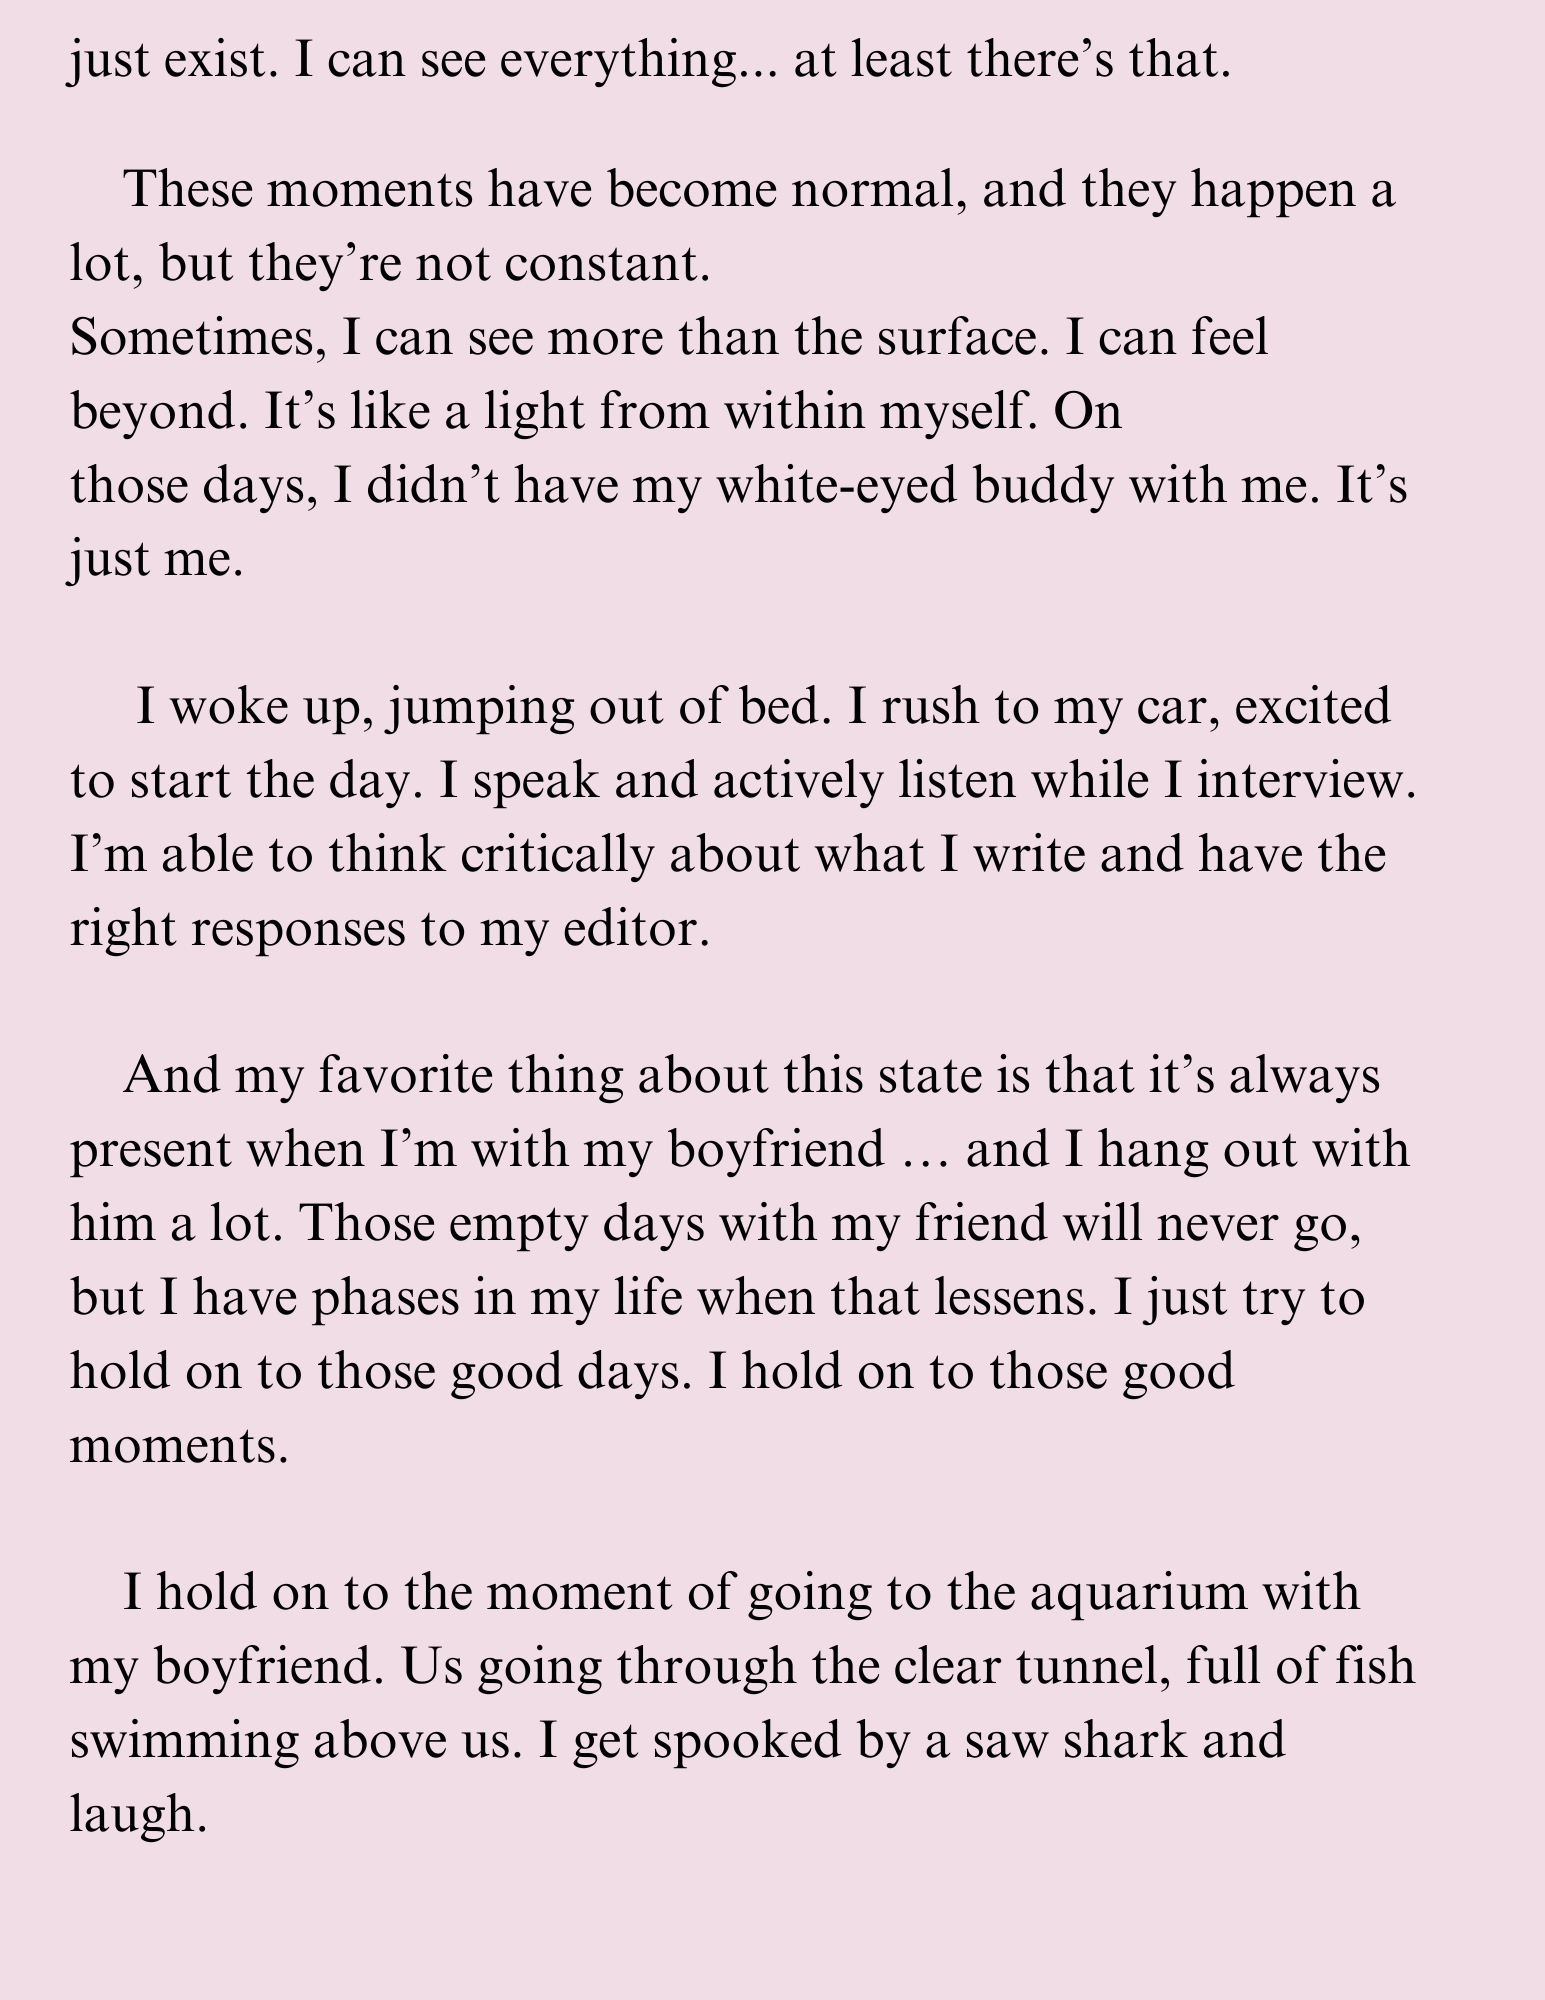 just exist. I can see everything... at least there’s that.
These moments have become normal, and they happen a
lot, but they’re not constant.
Sometimes, I can see more than the surface. I can feel
beyond. It’s like a light from within myself. On
those days, I didn’t have my white-eyed buddy with me. It’s
just me.
I woke up, jumping out of bed. I rush to my car, excited
to start the day. I speak and actively listen while I interview.
I’m able to think critically about what I write and have the
right responses to my editor.
And my favorite thing about this state is that it’s always
present when I’m with my boyfriend … and I hang out with
him a lot. Those empty days with my friend will never go,
but I have phases in my life when that lessens. I just try to
hold on to those good days. I hold on to those good
moments.
I hold on to the moment of going to the aquarium with
my boyfriend. Us going through the clear tunnel, full of fish
swimming above us. I get spooked by a saw shark and
laugh.